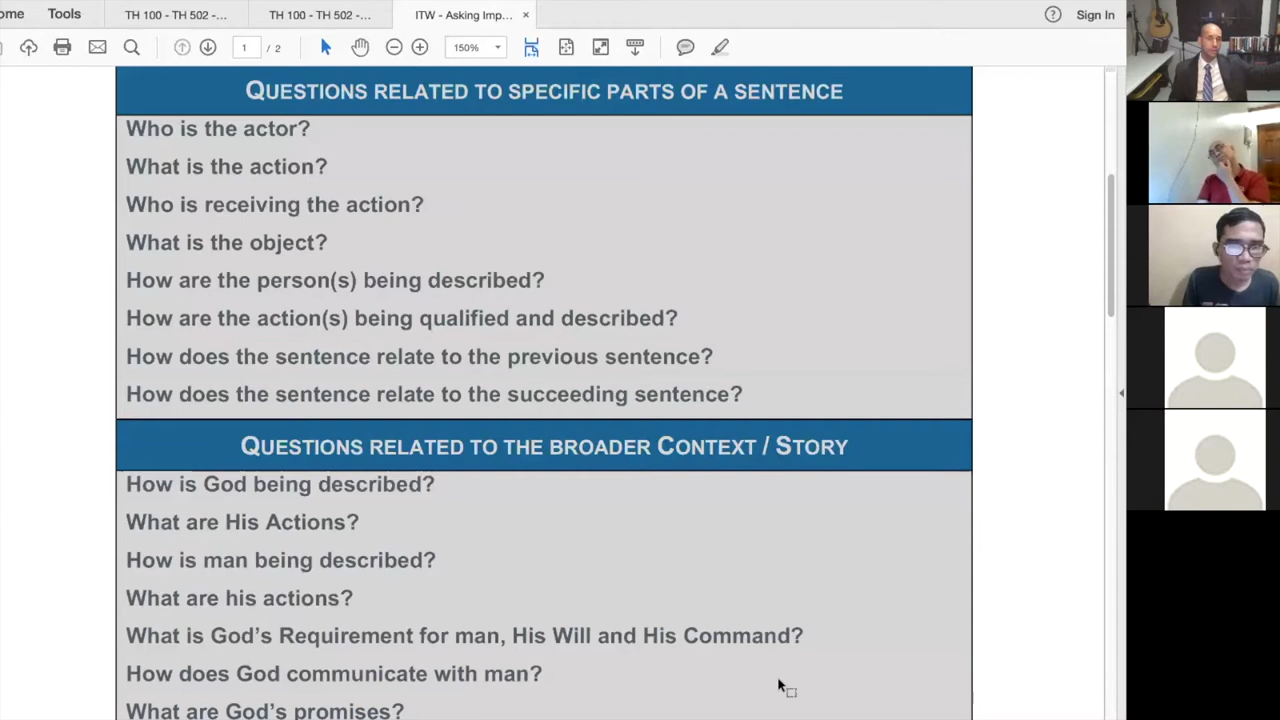 ome
Tools
TH 100 - TH 502 -...
TH 100 - TH 502 -...
ITW - Asking Imp... ×
? Sign In
1 / 2
150%
QUESTIONS RELATED TO SPECIFIC PARTS OF A SENTENCE
Who is the actor?
What is the action?
Who is receiving the action?
What is the object?
How are the person(s) being described?
How are the action(s) being qualified and described?
How does the sentence relate to the previous sentence?
How does the sentence relate to the succeeding sentence?
QUESTIONS RELATED TO THE BROADER CONTEXT / STORY
How is God being described?
What are His Actions?
How is man being described?
What are his actions?
What is God's Requirement for man, His Will and His Command?
How does God communicate with man?
What are God's promises?